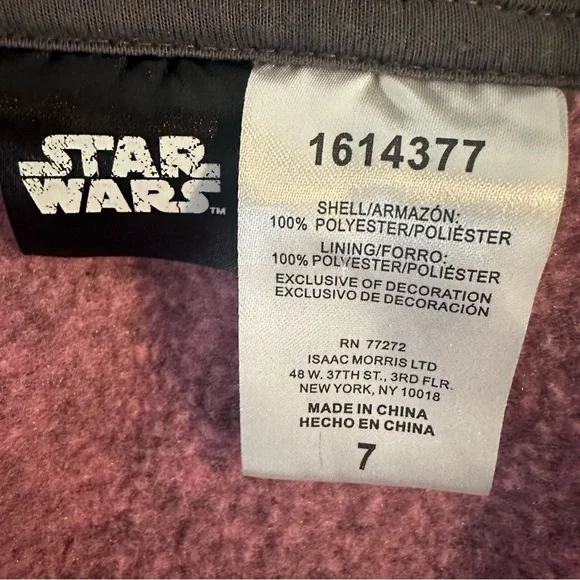 STAR
WARS™
1614377
SHELL/ARMAZÓN:
100% POLYESTER/POLIÉSTER
LINING/FORRO:
100% POLYESTER/POLIÉSTER
EXCLUSIVE OF DECORATION
EXCLUSIVO DE DECORACIÓN
RN 77272
ISAAC MORRIS LTD
48 W. 37TH ST., 3RD FLR.
NEW YORK, NY 10018
MADE IN CHINA
HECHO EN CHINA
7